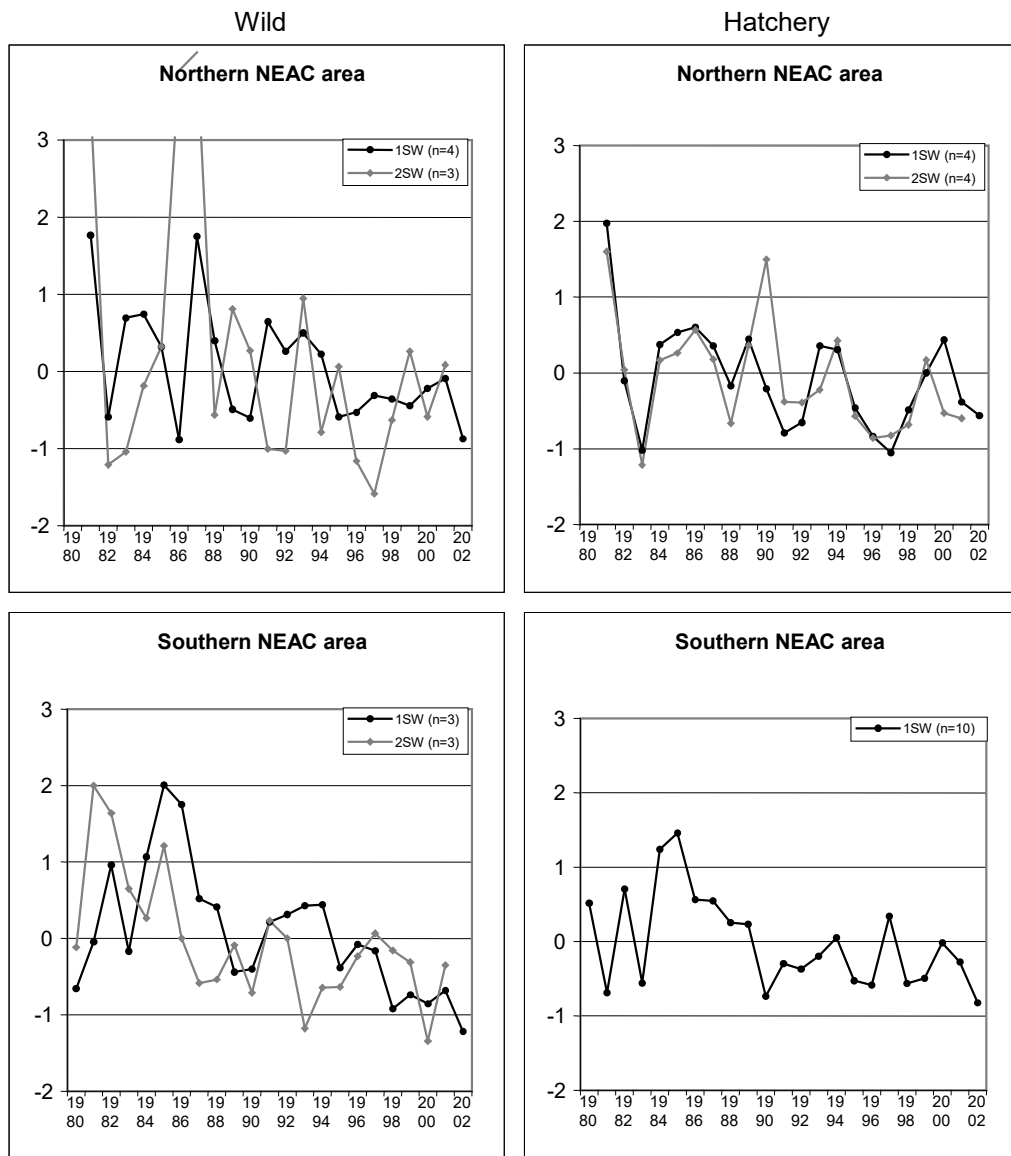 Wild
Hatchery
Northern NEAC area
3
2
1
0
-1
-2
1SW (n=4)
2SW (n=3)
19 19 19 19 19 19 19 19 19 19 20 20
80 82 84 86 88 90 92 94 96 98 00 02
Northern NEAC area
3
2
1
0
-1
-2
1SW (n=4)
2SW (n=4)
19 19 19 19 19 19 19 19 19 19 20 20
80 82 84 86 88 90 92 94 96 98 00 02
Southern NEAC area
3
2
1
0
-1
-2
1SW (n=3)
2SW (n=3)
19 19 19 19 19 19 19 19 19 19 20 20
80 82 84 86 88 90 92 94 96 98 00 02
Southern NEAC area
3
2
1
0
-1
-2
1SW (n=10)
19 19 19 19 19 19 19 19 19 19 20 20
80 82 84 86 88 90 92 94 96 98 00 02